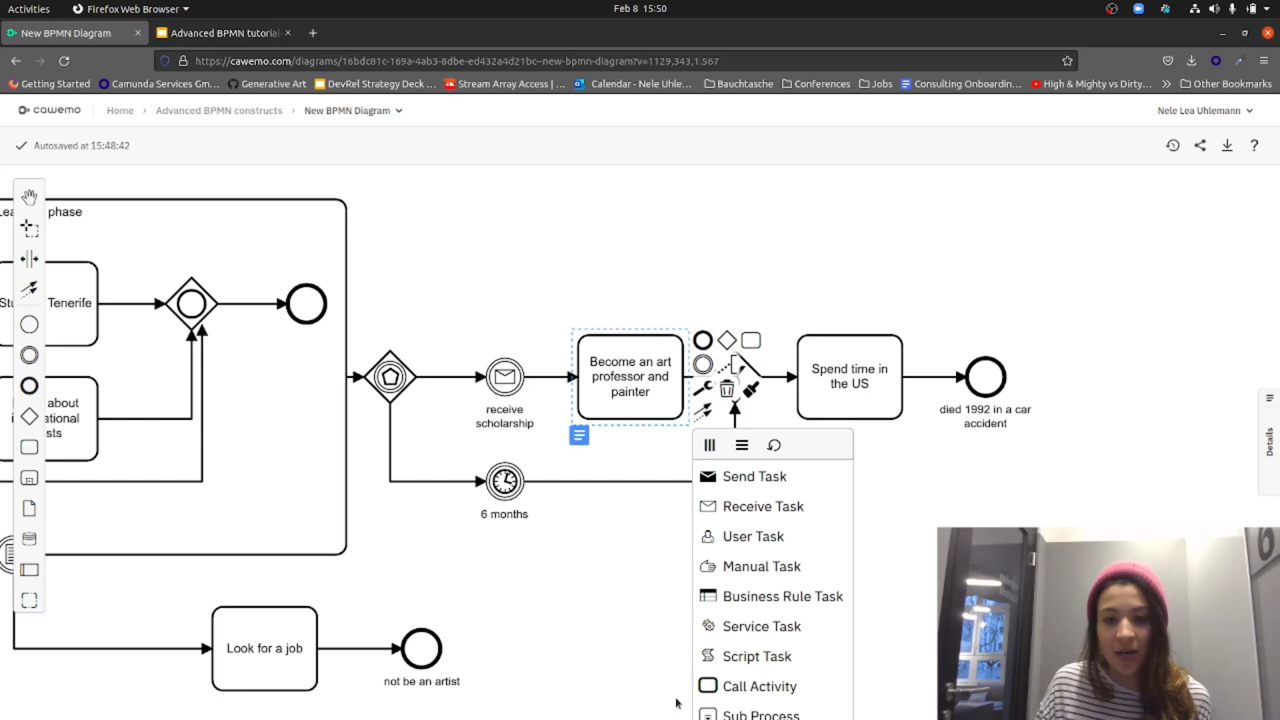 Activities
Firefox Web Browser
Feb 8 15:50
New BPMN Diagram
Advanced BPMN tutorial
https://cawemo.com/diagrams/16bdc81c-169a-4ab3-8dbe-ed432a4d21bc--new-bpmn-diagram?v=1129,343,1.567
Getting Started
Camunda Services Gm...
Generative Art
DevRel Strategy Deck ...
Stream Array Access | ...
Calendar - Nele Uhle...
Bauchtasche
Conferences
Jobs
Consulting Onboardin...
High & Mighty vs Dirty...
Other Bookmarks
cawemo
Home
Advanced BPMN constructs
New BPMN Diagram
Nele Lea Uhlemann
Autosaved at 15:48:42
phase
Tenerife
about
receive
scholarship
Become an art
professor and
painter
Spend time in
the US
died 1992 in a car
accident
6 months
Look for a job
not be an artist
Send Task
Receive Task
User Task
Manual Task
Business Rule Task
Service Task
Script Task
Call Activity
Sub Process
Details